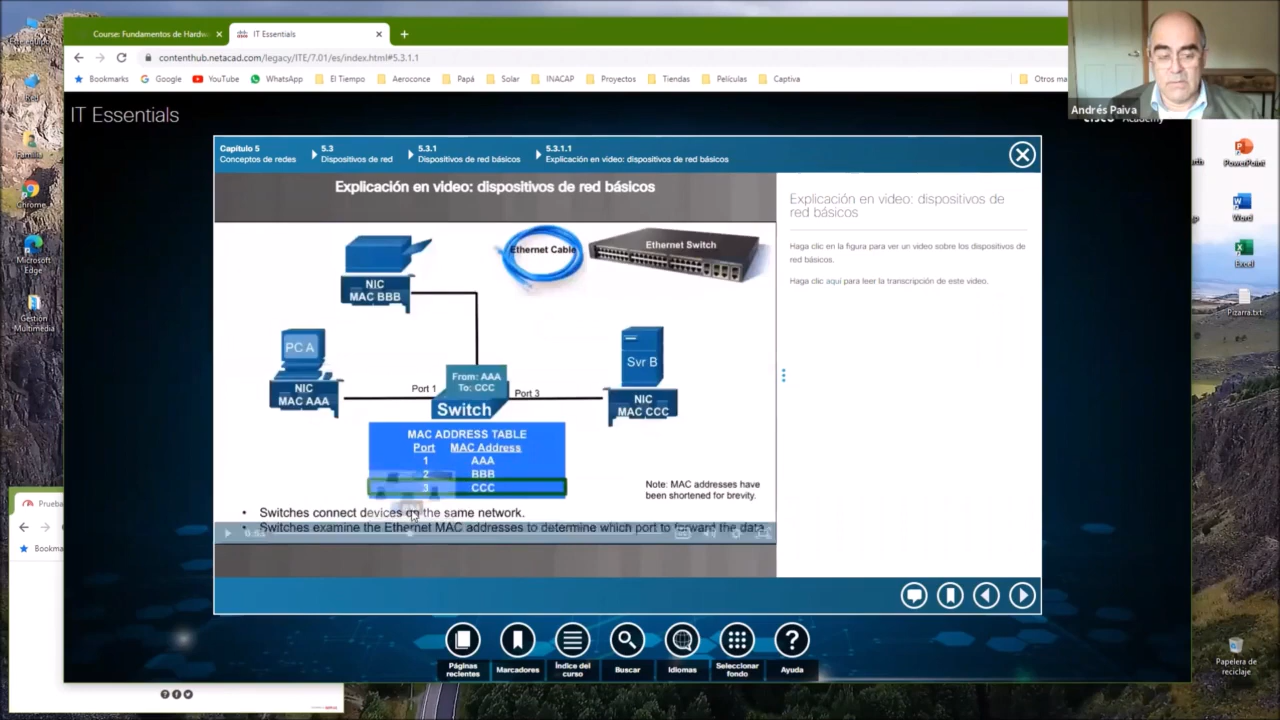 Course: Fundamentos de Hardw
IT Essentials
contenthub.netacad.com/legacy/ITE/7.01/es/index.html#5.3.1.1
Bookmarks
Google
YouTube
WhatsApp
El Tiempo
Aeroconce
Papá
Solar
INACAP
Proyectos
Tiendas
Películas
Captiva
Otros ma
Andrés Paiva
IT Essentials
Academy
Capítulo 5
Conceptos de redes
5.3
Dispositivos de red
5.3.1
Dispositivos de red básicos
5.3.1.1
Explicación en video: dispositivos de red básicos
Explicación en video: dispositivos de red básicos
Ethernet Cable
Ethernet Switch
NIC
MAC BBB
PC A
NIC
MAC AAA
Port 1
From: AAA
To: CCC
Switch
Port 3
Svr B
NIC
MAC CCC
MAC ADDRESS TABLE
Port MAC Address
1 AAA
2 BBB
3 CCC
Note: MAC addresses have
been shortened for brevity.
• Switches connect devices on the same network.
• Switches examine the Ethernet MAC addresses to determine which port to forward the data
Explicación en video: dispositivos de
red básicos
Haga clic en la figura para ver un video sobre los dispositivos de
red básicos.
Haga clic aquí para leer la transcripción de este video.
Páginas
recientes
Marcadores
Índice del
curso
Buscar
Idiomas
Seleccionar
fondo
Ayuda
Red
Familia
Chrome
Microsoft
Edge
Gestión
Multimedia
Prueba
Bookma
PowerPoint
Word
Excel
Pizarra.txt
Papelera de
reciclaje